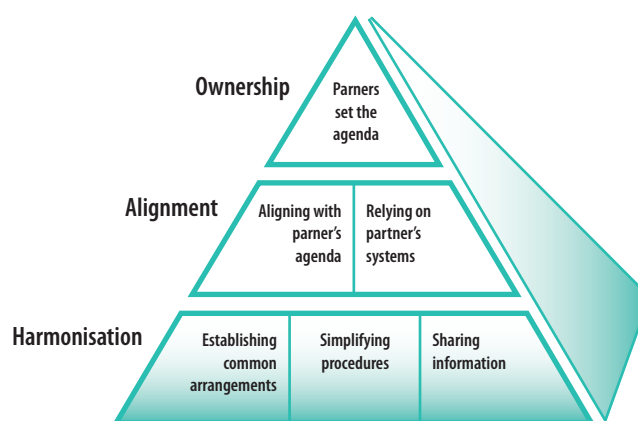 Ownership
Parners
set the
agenda
Alignment
Aligning with
parner's
agenda
Relying on
partner's
systems
Harmonisation
Establishing
common
arrangements
Simplifying
procedures
Sharing
information